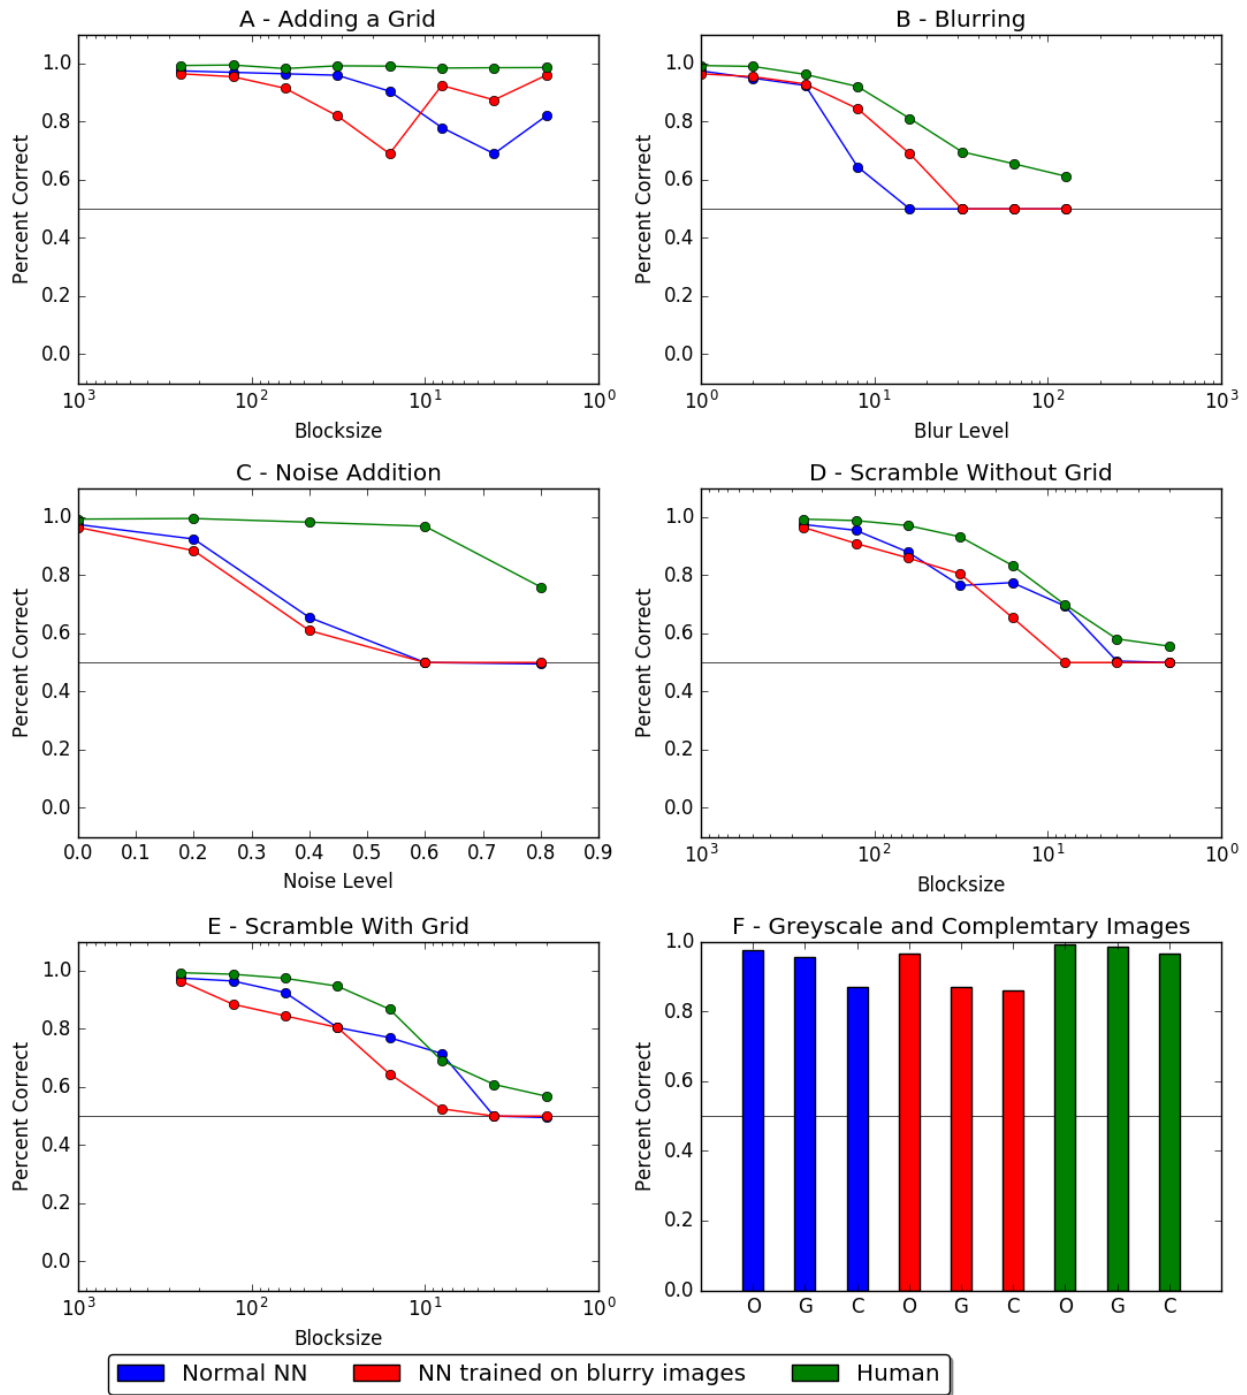 A - Adding a Grid
Percent Correct
1.0
0.8
0.6
0.4
0.2
0.0
10³ 10² 10¹ 10⁰
Blocksize
B - Blurring
Percent Correct
1.0
0.8
0.6
0.4
0.2
0.0
10⁰ 10¹ 10² 10³
Blur Level
C - Noise Addition
Percent Correct
1.0
0.8
0.6
0.4
0.2
0.0
0.0 0.1 0.2 0.3 0.4 0.5 0.6 0.7 0.8 0.9
Noise Level
D - Scramble Without Grid
Percent Correct
1.0
0.8
0.6
0.4
0.2
0.0
10³ 10² 10¹ 10⁰
Blocksize
E - Scramble With Grid
Percent Correct
1.0
0.8
0.6
0.4
0.2
0.0
10³ 10² 10¹ 10⁰
Blocksize
F - Greyscale and Complemtary Images
Percent Correct
1.0
0.8
0.6
0.4
0.2
0.0
O G C O G C O G C
Normal NN NN trained on blurry images Human